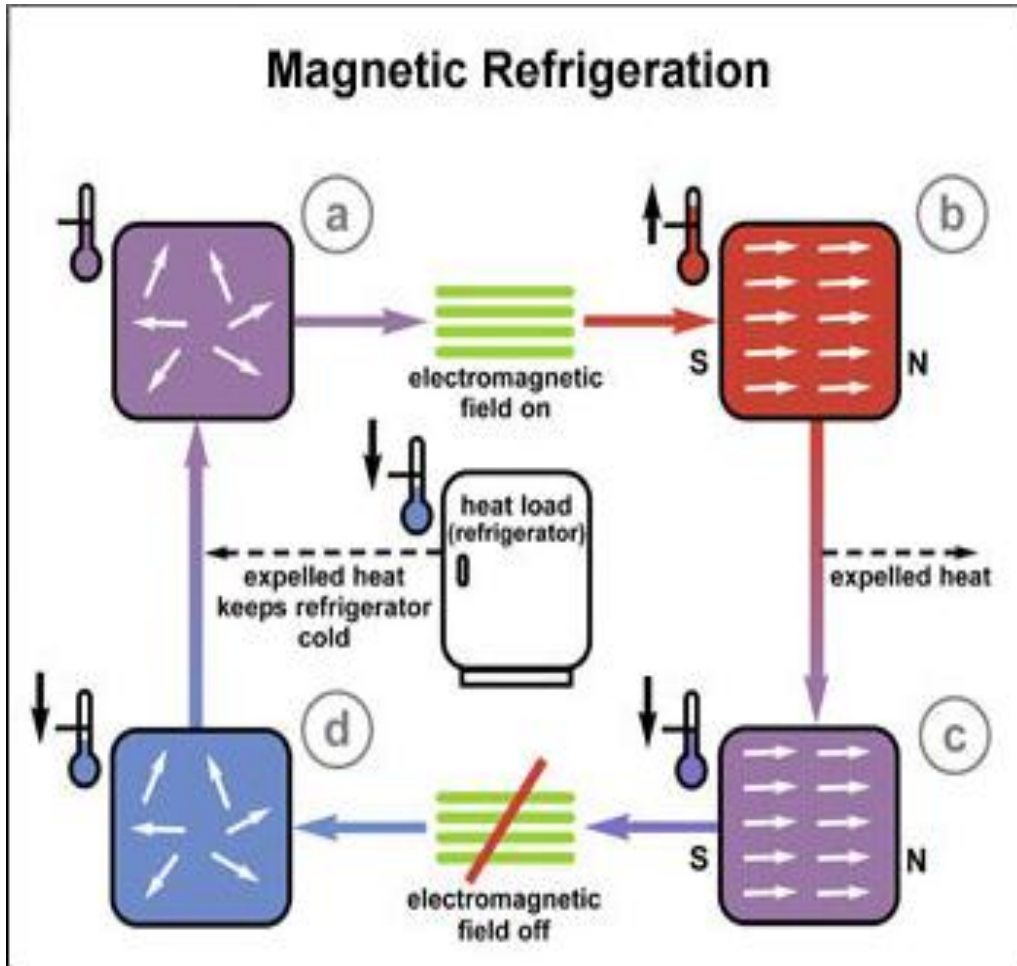 Magnetic Refrigeration
a
b
electromagnetic
field on
S
N
heat load
(refrigerator)
expelled heat
keeps refrigerator
cold
expelled heat
d
c
electromagnetic
field off
S
N